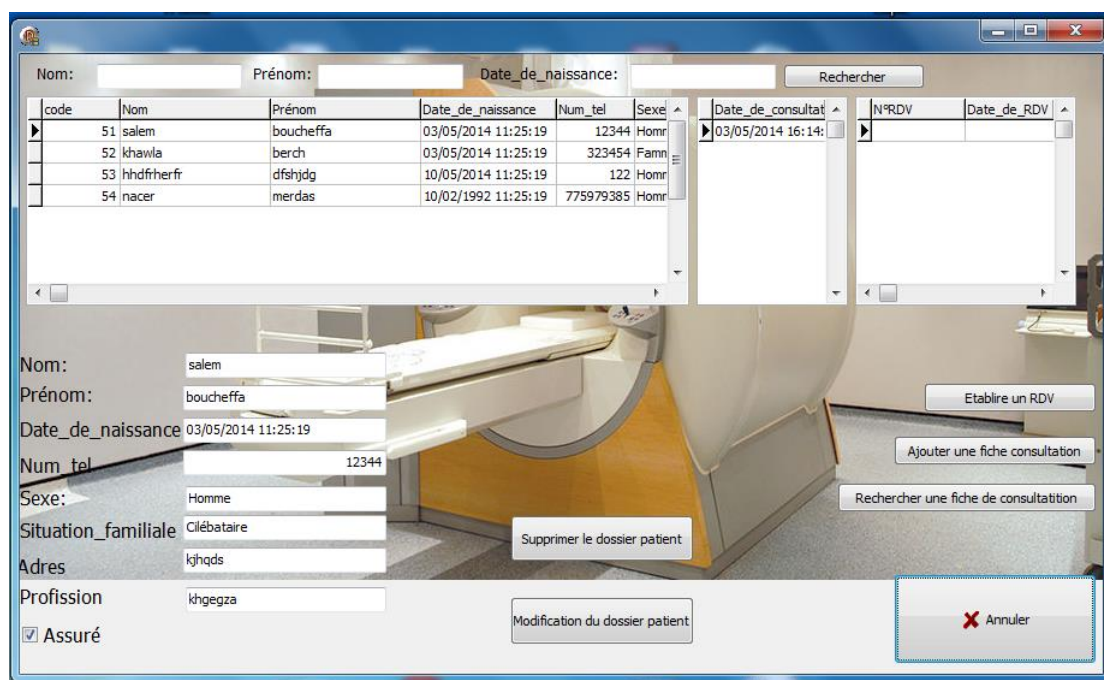 Nom: Prénom: Date_de_naissance: Rechercher
code Nom Prénom Date_de_naissance Num_tel Sexe
51 salem boucheffa 03/05/2014 11:25:19 12344 Homr
52 khawla berch 03/05/2014 11:25:19 323454 Famn
53 hhdfrherfr dfshjdg 10/05/2014 11:25:19 122 Homr
54 nacer merdas 10/02/1992 11:25:19 775979385 Homr
Date_de_consultat
03/05/2014 16:14:
N°RDV Date_de_RDV
Nom: salem
Prénom: boucheffa
Date_de_naissance 03/05/2014 11:25:19
Num_tel 12344
Sexe: Homme
Situation_familiale Cilébataire
Adres kjhqds
Profission khgegza
Assuré
Supprimer le dossier patient
Modification du dossier patient
Etablire un RDV
Ajouter une fiche consultation
Rechercher une fiche de consultatition
Annuler